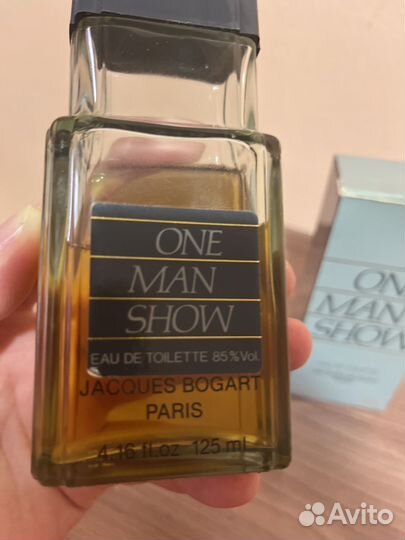 ONE
MAN
SHOW
EAU DE TOILETTE 85%Vol.
JACQUES BOGART
PARIS
4.16 fl.oz 125 ml
ON
MAN
SHOW
Avito